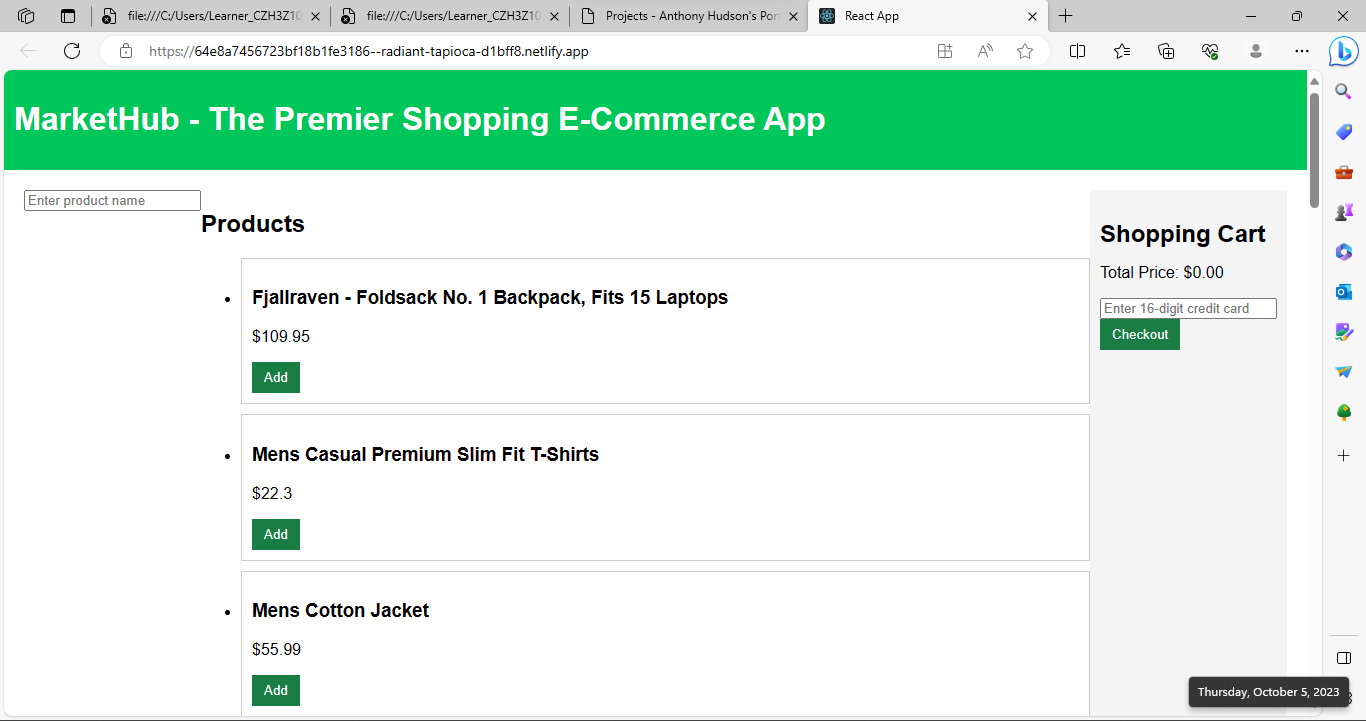 file:///C:/Users/Learner_CZH3Z10
file:///C:/Users/Learner_CZH3Z10
Projects - Anthony Hudson's Por
React App
https://64e8a7456723bf18b1fe3186--radiant-tapioca-d1bff8.netlify.app
MarketHub - The Premier Shopping E-Commerce App
Enter product name
Products
Fjallraven - Foldsack No. 1 Backpack, Fits 15 Laptops
$109.95
Add
Mens Casual Premium Slim Fit T-Shirts
$22.3
Add
Mens Cotton Jacket
$55.99
Add
Shopping Cart
Total Price: $0.00
Enter 16-digit credit card
Checkout
Thursday, October 5, 2023